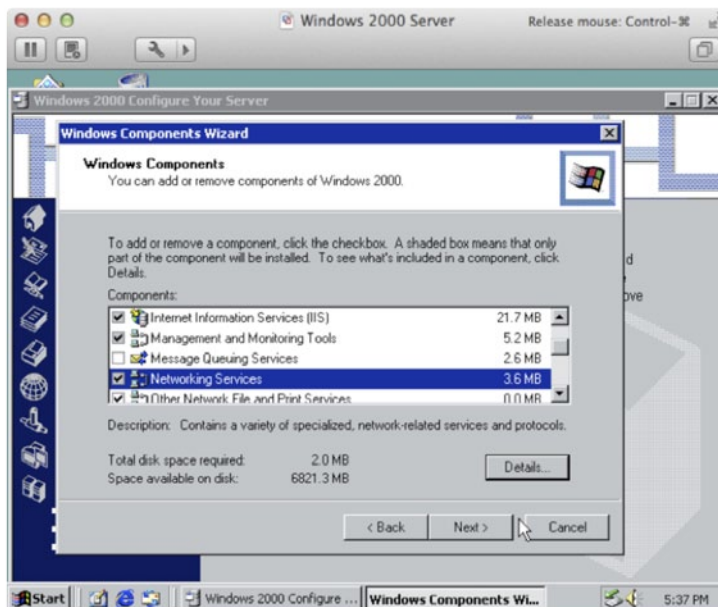 Windows 2000 Server
Release mouse: Control-⌘
Windows 2000 Configure Your Server
Windows Components Wizard
Windows Components
You can add or remove components of Windows 2000.
To add or remove a component, click the checkbox. A shaded box means that only
part of the component will be installed. To see what's included in a component, click
Details.
Components:
Internet Information Services (IIS) 21.7 MB
Management and Monitoring Tools 5.2 MB
Message Queuing Services 2.6 MB
Networking Services 3.6 MB
Other Network File and Print Services 0.0 MB
Description: Contains a variety of specialized, network-related services and protocols.
Total disk space required: 2.0 MB
Space available on disk: 6821.3 MB
Details...
< Back Next > Cancel
Start Windows 2000 Configure ... Windows Components Wi... 5:37 PM